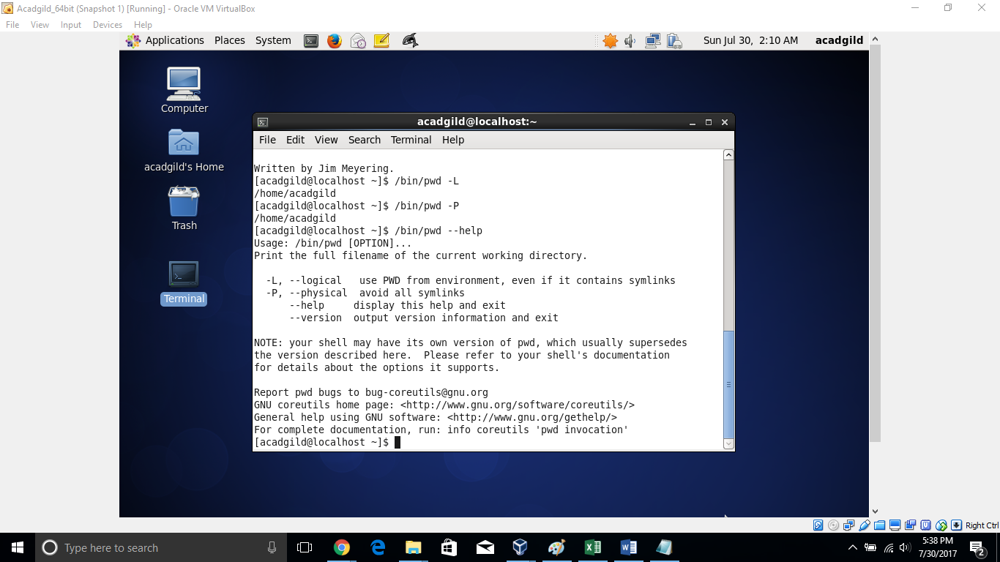 Acadgild_64bit (Snapshot 1) [Running] - Oracle VM VirtualBox
File View Input Devices Help
Applications Places System Sun Jul 30, 2:10 AM acadgild
Computer
acadgild's Home
Trash
Terminal
acadgild@localhost:~
File Edit View Search Terminal Help
Written by Jim Meyering.
[acadgild@localhost ~]$ /bin/pwd -L
/home/acadgild
[acadgild@localhost ~]$ /bin/pwd -P
/home/acadgild
[acadgild@localhost ~]$ /bin/pwd --help
Usage: /bin/pwd [OPTION]...
Print the full filename of the current working directory.
  -L, --logical   use PWD from environment, even if it contains symlinks
  -P, --physical  avoid all symlinks
      --help     display this help and exit
      --version  output version information and exit
NOTE: your shell may have its own version of pwd, which usually supersedes
the version described here.  Please refer to your shell's documentation
for details about the options it supports.
Report pwd bugs to bug-coreutils@gnu.org
GNU coreutils home page: <http://www.gnu.org/software/coreutils/>
General help using GNU software: <http://www.gnu.org/gethelp/>
For complete documentation, run: info coreutils 'pwd invocation'
[acadgild@localhost ~]$
Right Ctrl
Type here to search
5:38 PM
7/30/2017
2